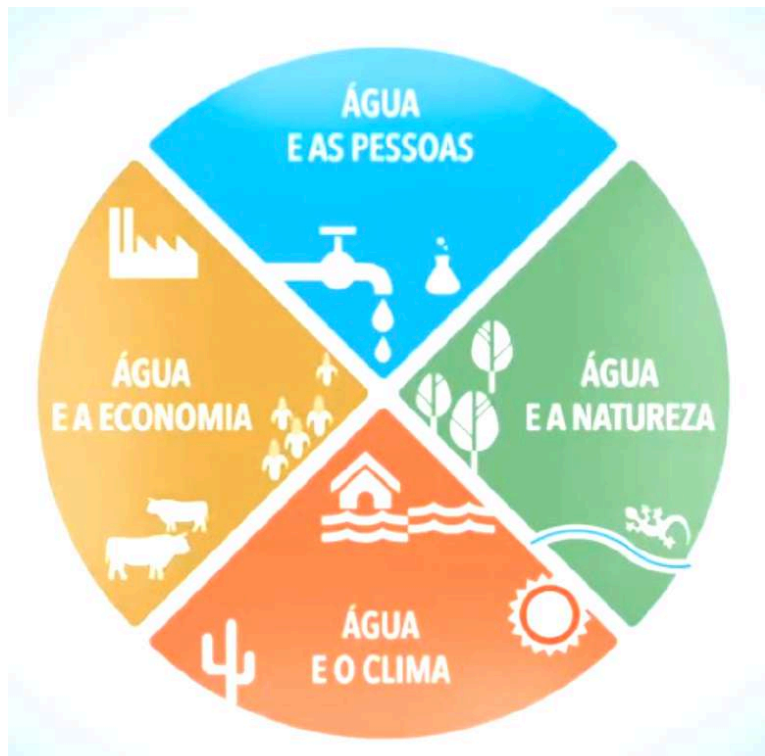 ÁGUA
E AS PESSOAS
ÁGUA
E A ECONOMIA
ÁGUA
E A NATUREZA
ÁGUA
E O CLIMA